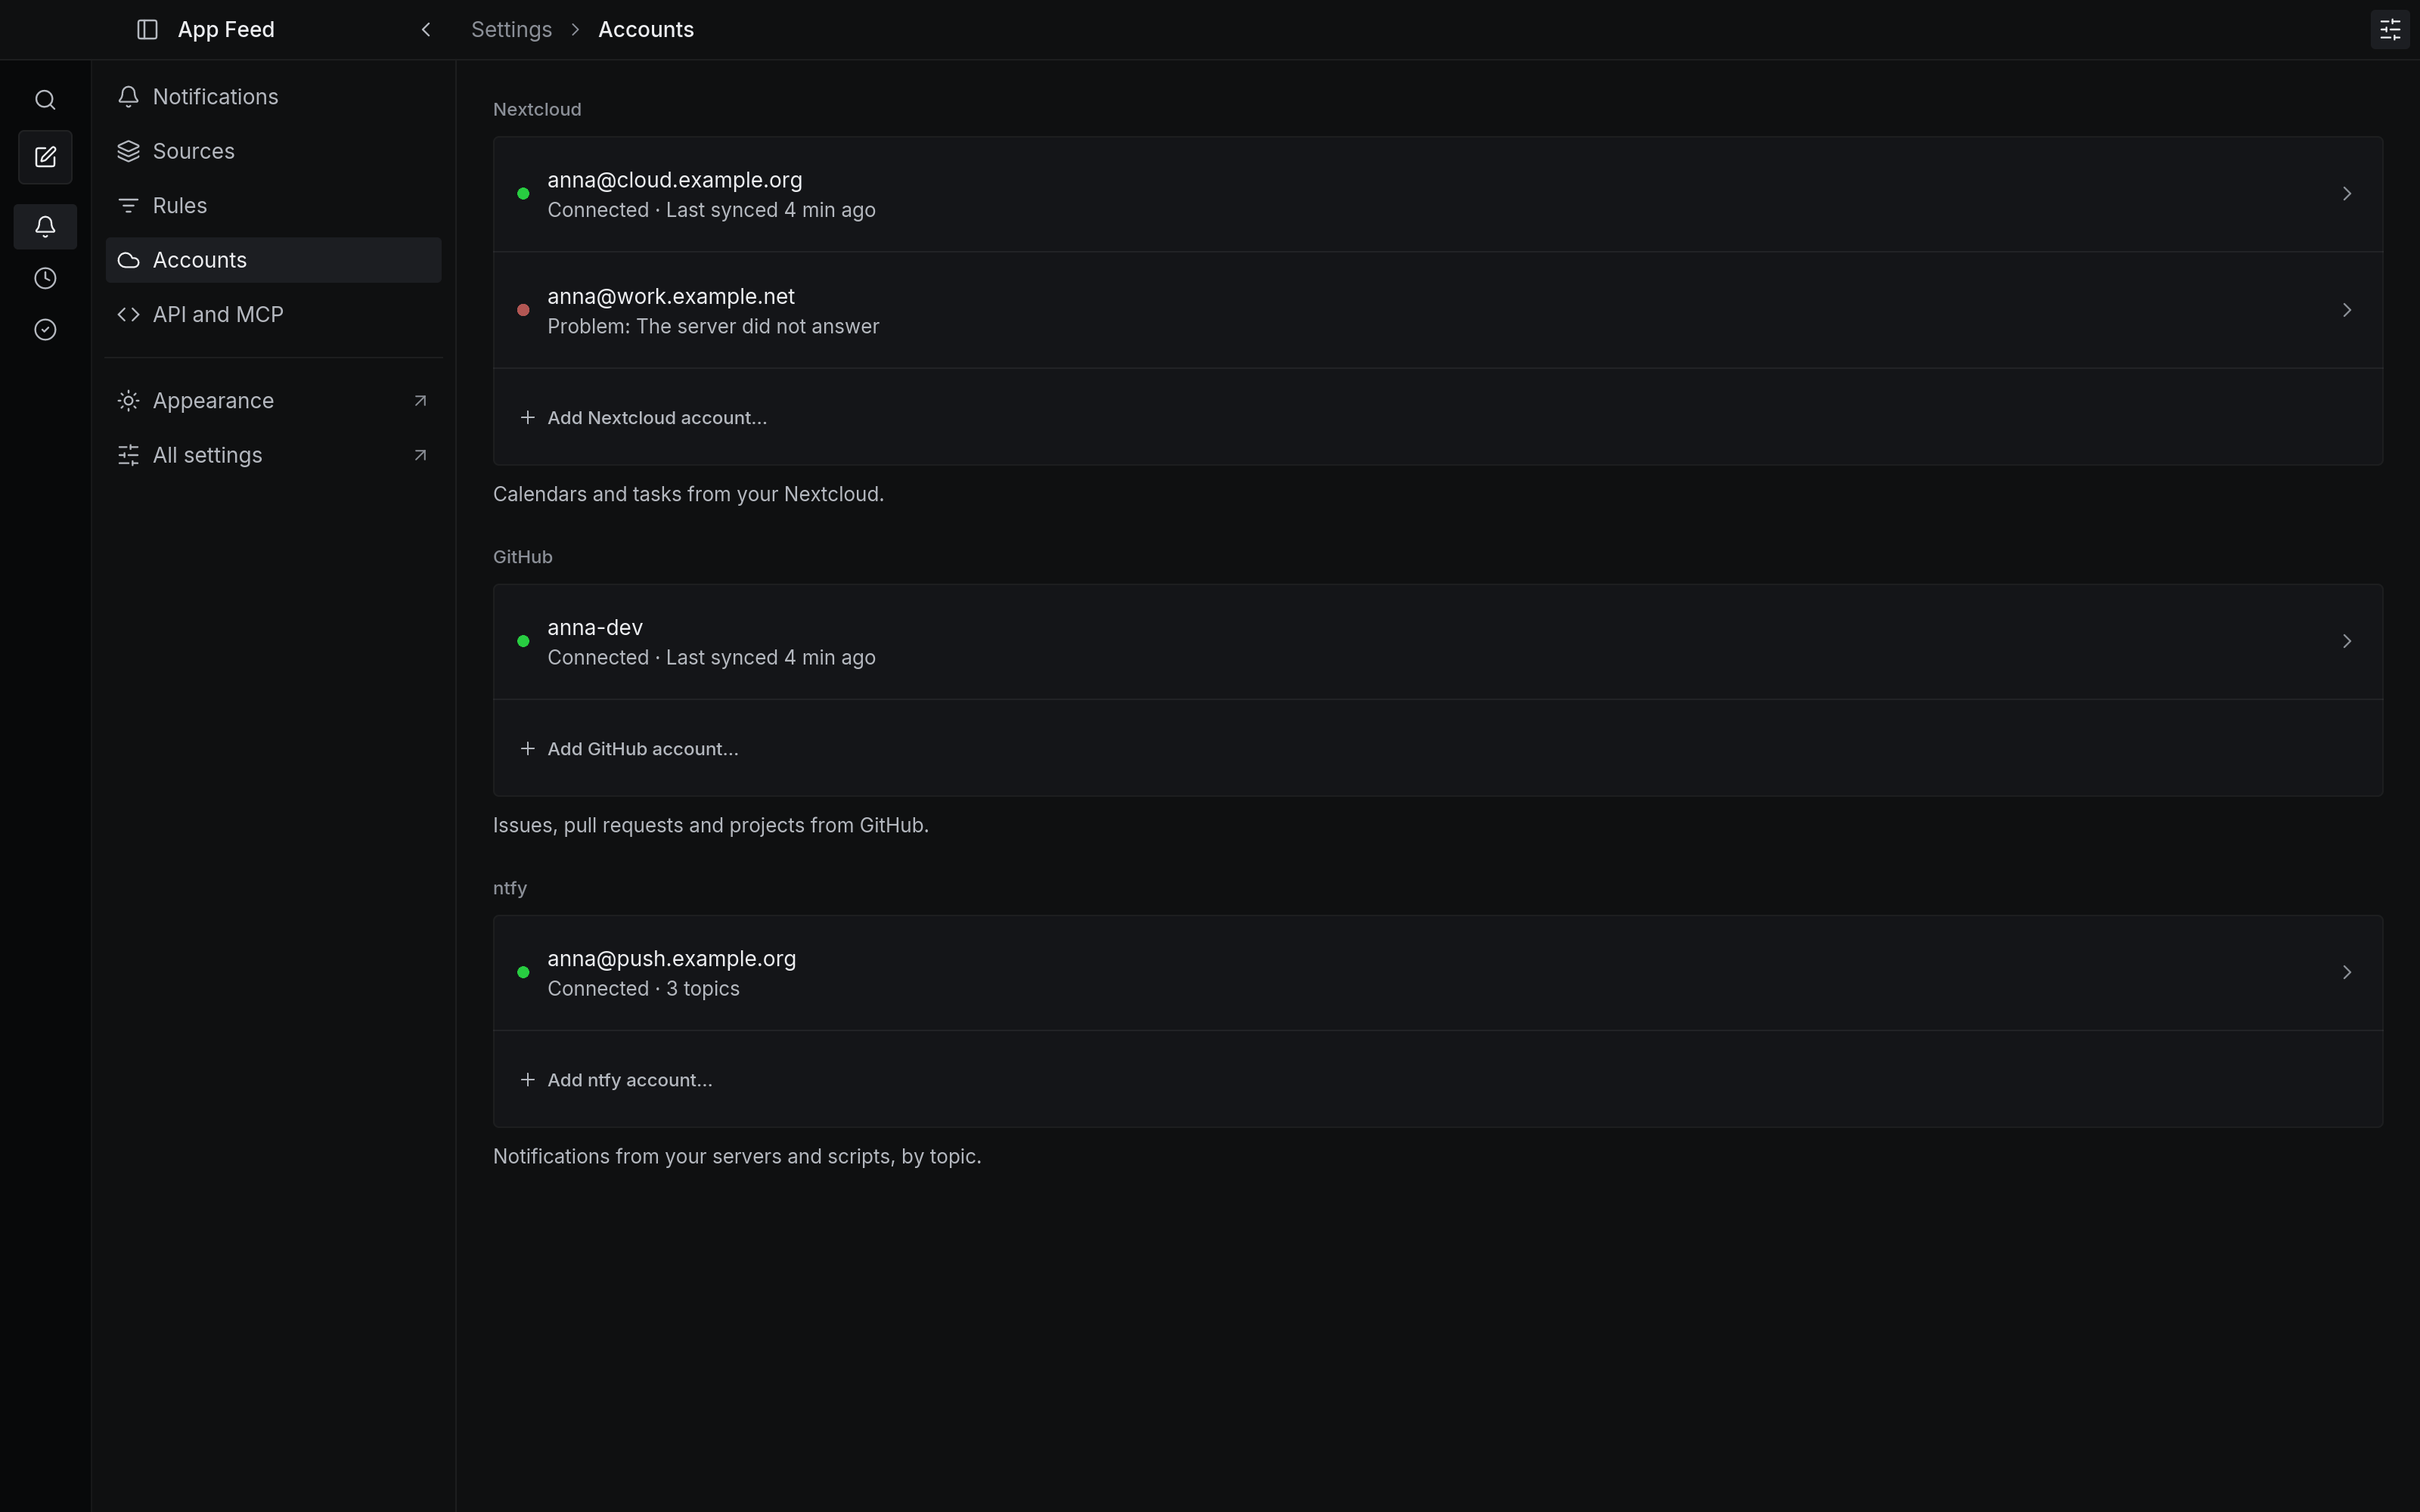 App Feed
Settings > Accounts
Notifications
Sources
Rules
Accounts
API and MCP
Appearance
All settings
Nextcloud
anna@cloud.example.org
Connected · Last synced 4 min ago
anna@work.example.net
Problem: The server did not answer
Add Nextcloud account...
Calendars and tasks from your Nextcloud.
GitHub
anna-dev
Connected · Last synced 4 min ago
Add GitHub account...
Issues, pull requests and projects from GitHub.
ntfy
anna@push.example.org
Connected · 3 topics
Add ntfy account...
Notifications from your servers and scripts, by topic.